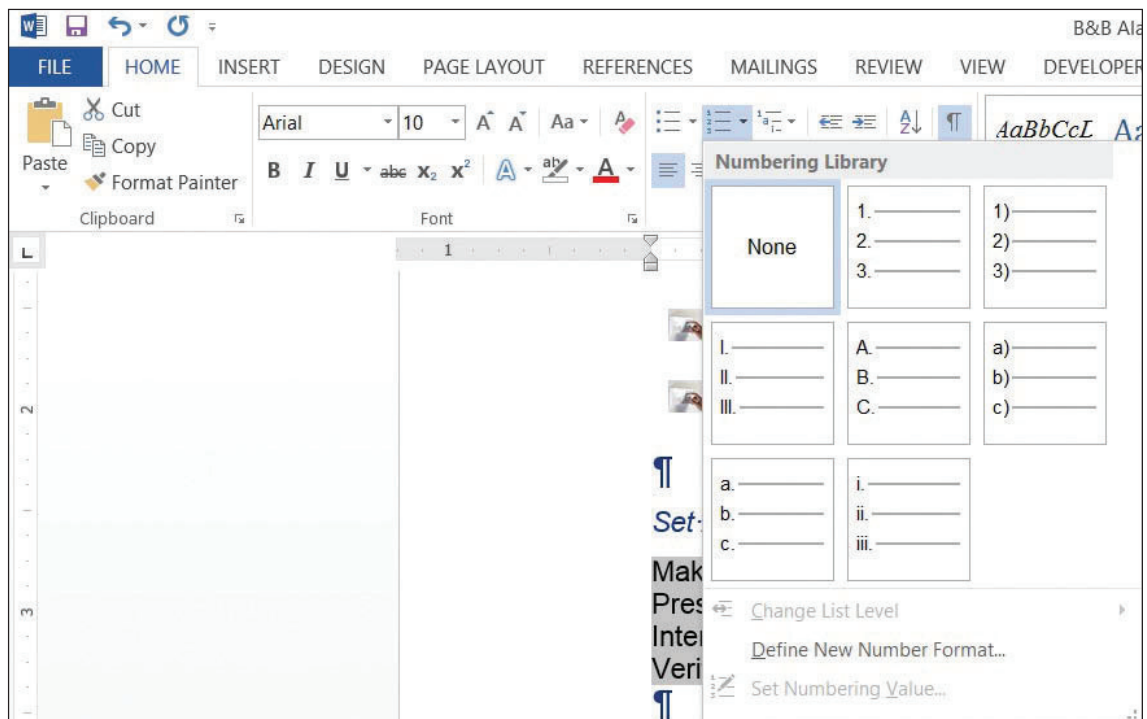 B&B Ala
FILE HOME INSERT DESIGN PAGE LAYOUT REFERENCES MAILINGS REVIEW VIEW DEVELOPER
Cut
Copy
Format Painter
Paste
Clipboard
Arial 10 A A Aa
B I U abc X₂ X² A ab A
Font
AaBbCcL Aa
Numbering Library
None
1.
2.
3.
1)
2)
3)
I.
II.
III.
A.
B.
C.
a)
b)
c)
a.
b.
c.
i.
ii.
iii.
Change List Level
Define New Number Format...
Set Numbering Value...
L
1
2
3
¶
Set
Mak
Pres
Inte
Veri
¶